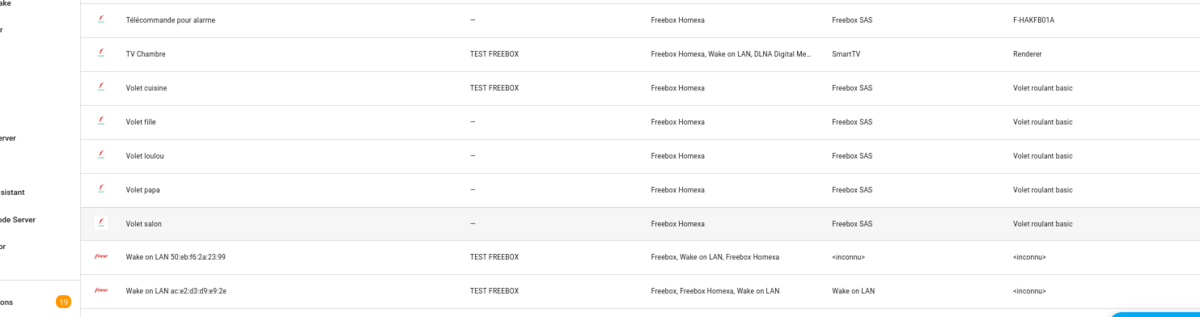 ake
Télécommande pour alarme — Freebox Homexa Freebox SAS F-HAKFB01A
r
TV Chambre TEST FREEBOX Freebox Homexa, Wake on LAN, DLNA Digital Me... SmartTV Renderer
Volet cuisine TEST FREEBOX Freebox Homexa Freebox SAS Volet roulant basic
Volet fille — Freebox Homexa Freebox SAS Volet roulant basic
erver
Volet loulou — Freebox Homexa Freebox SAS Volet roulant basic
Volet papa — Freebox Homexa Freebox SAS Volet roulant basic
sistant
ode Server
Volet salon — Freebox Homexa Freebox SAS Volet roulant basic
or
free Wake on LAN 50:eb:f6:2a:23:99 TEST FREEBOX Freebox, Wake on LAN, Freebox Homexa <inconnu> <inconnu>
free Wake on LAN ac:e2:d3:d9:e9:2e TEST FREEBOX Freebox, Freebox Homexa, Wake on LAN Wake on LAN <inconnu>
ons 19